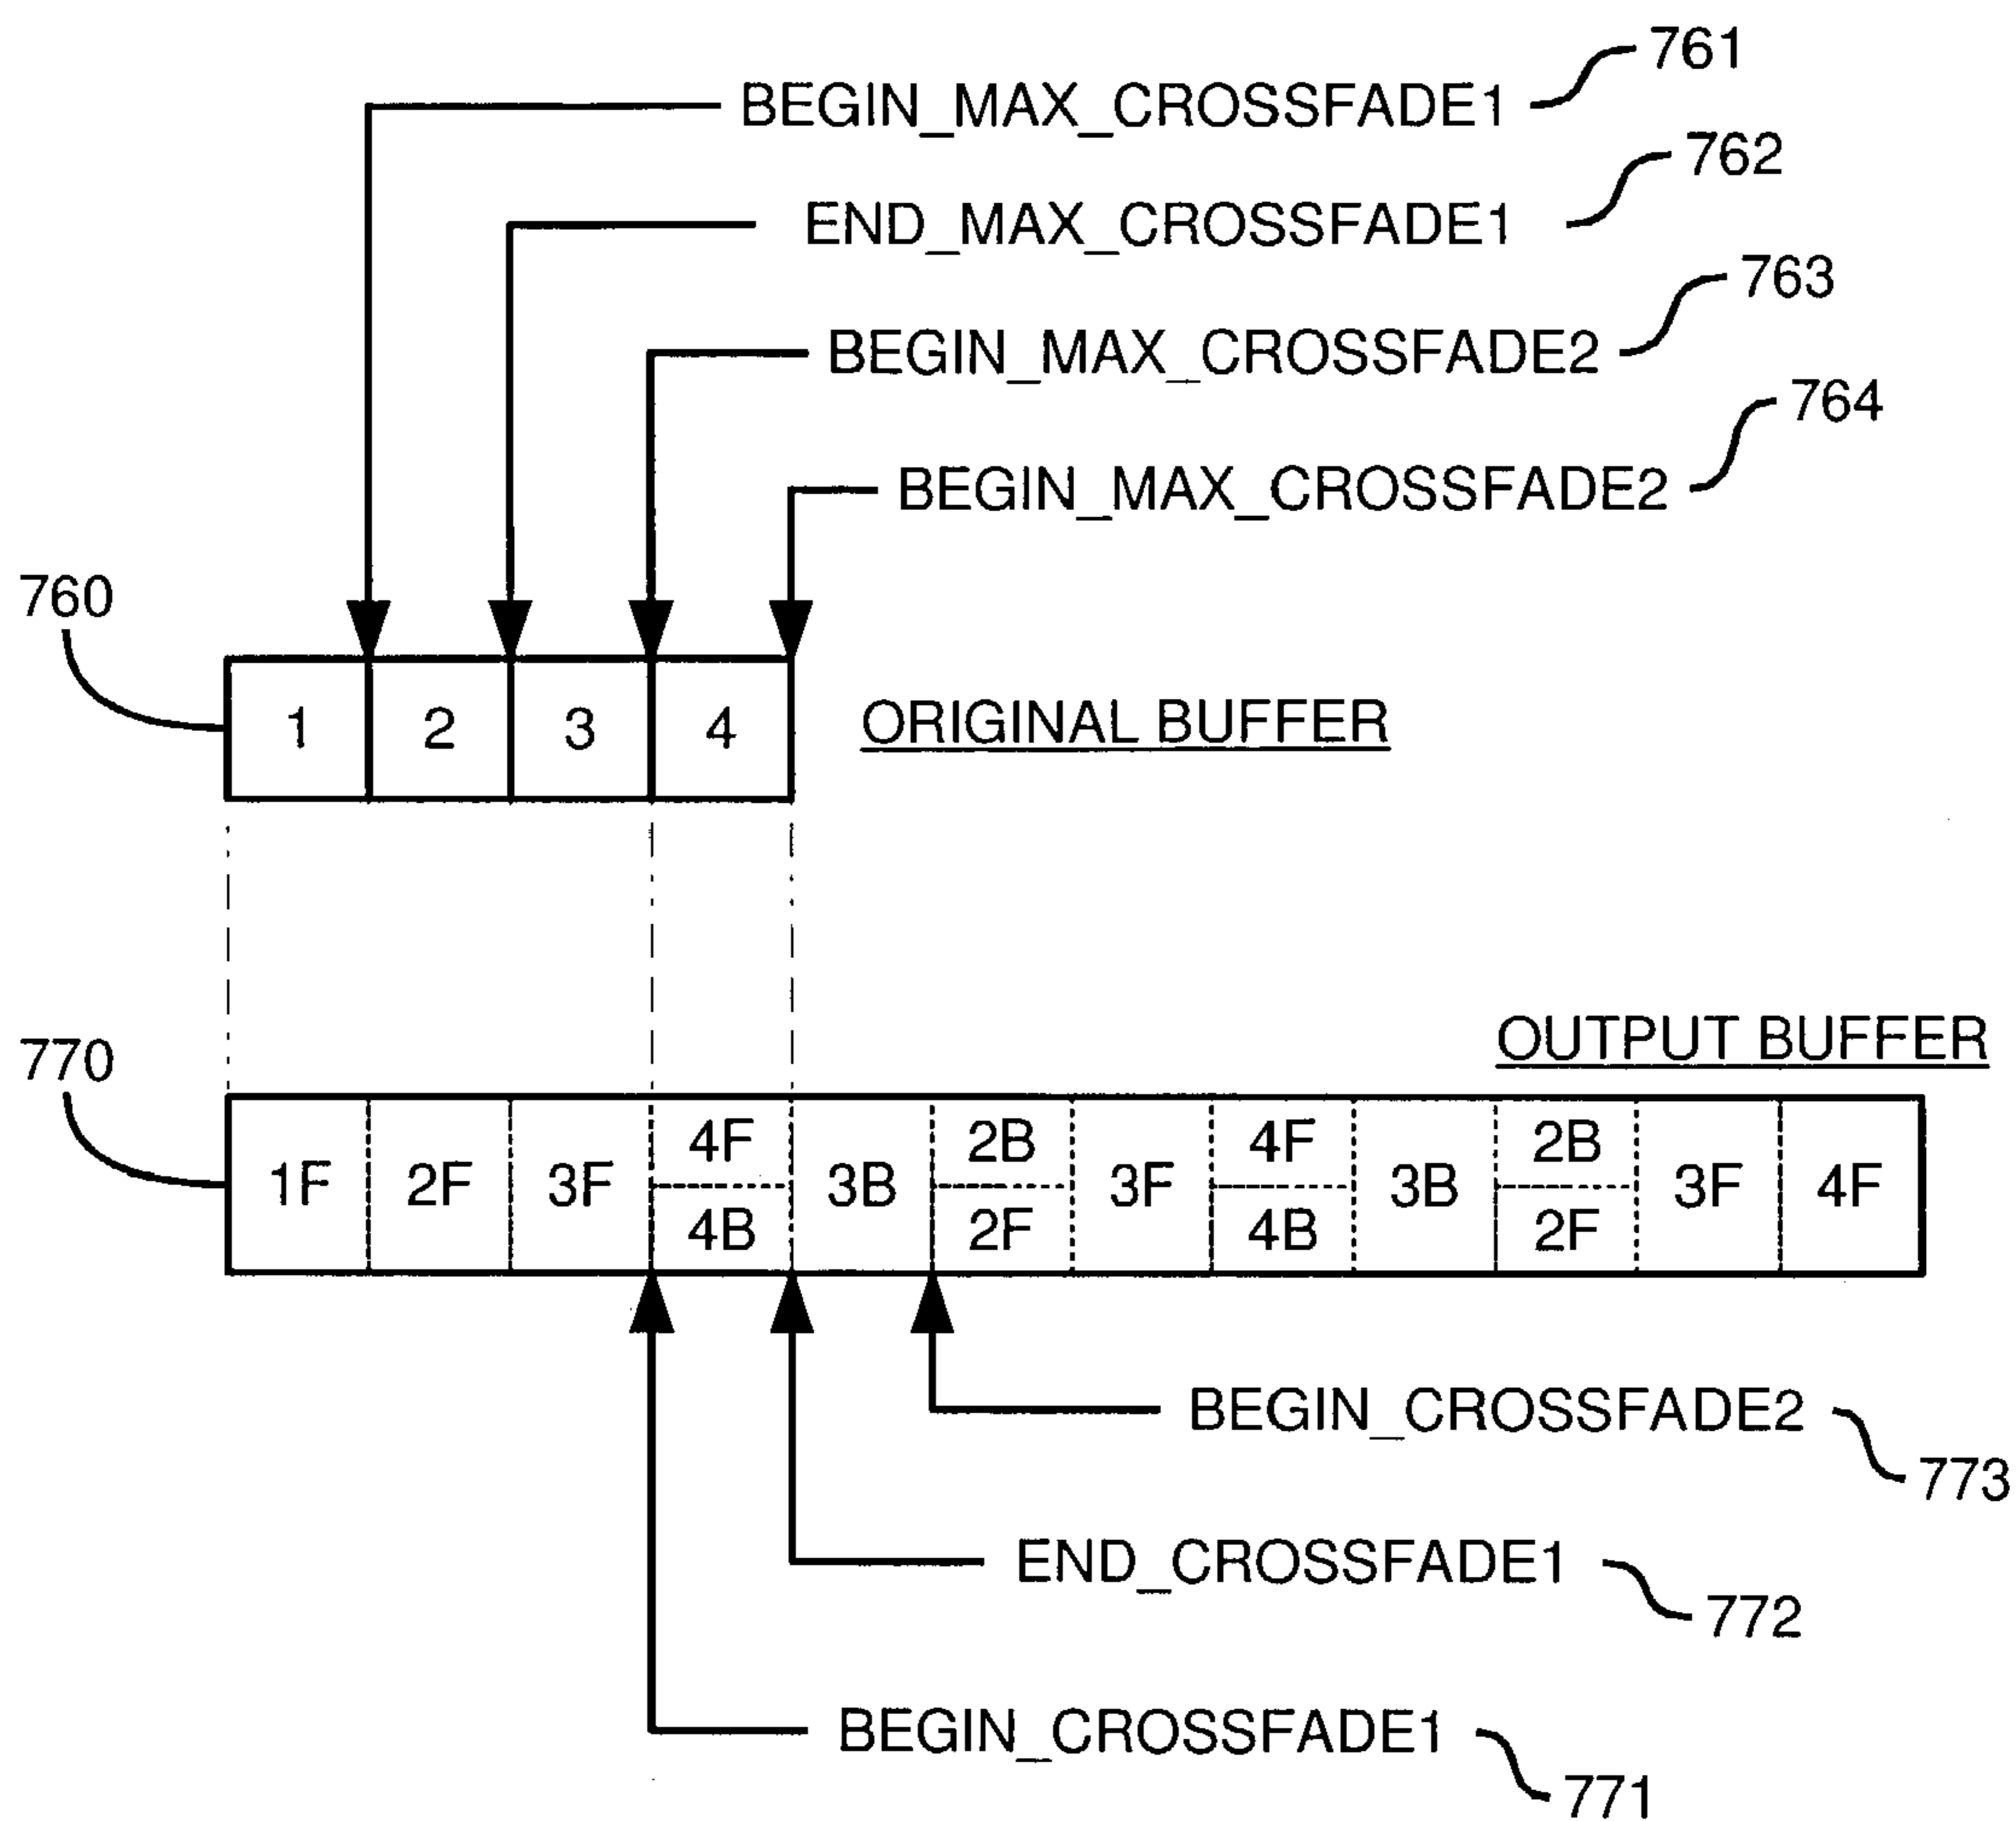 761
BEGIN_MAX_CROSSFADE1
762
END_MAX_CROSSFADE1
763
BEGIN_MAX_CROSSFADE2
764
BEGIN_MAX_CROSSFADE2
760
1 2 3 4 ORIGINAL BUFFER
OUTPUT BUFFER
770
4F 2B 4F 2B
1F 2F 3F 3B 3F 3B 3F 4F
4B 2F 4B 2F
BEGIN_CROSSFADE2
773
END_CROSSFADE1
772
BEGIN_CROSSFADE1
771